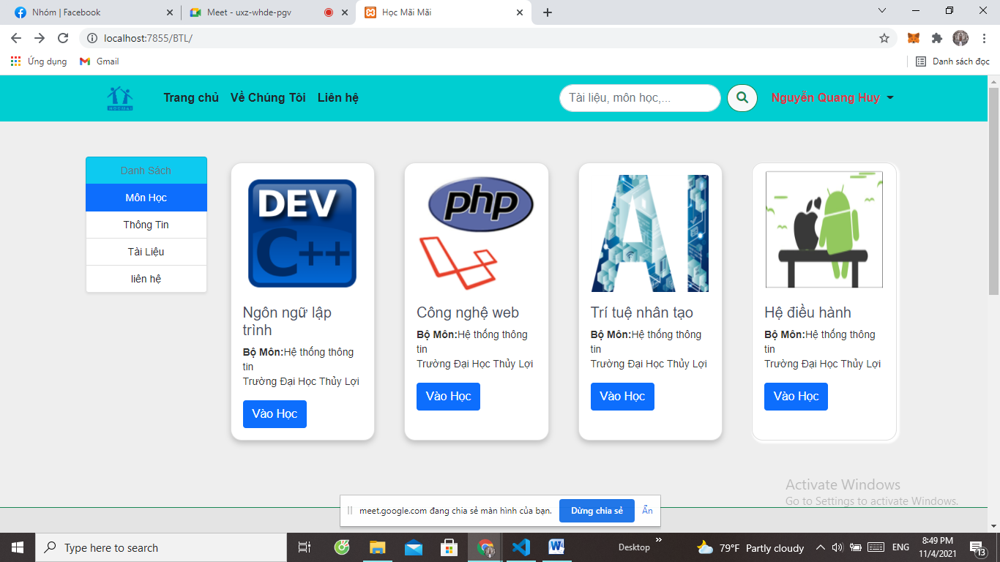 Nhóm | Facebook
Meet - uxz-whde-pgv
Học Mãi Mãi
localhost:7855/BTL/
Ứng dụng
Gmail
Danh sách đọc
HOCMAI
Trang chủ
Về Chúng Tôi
Liên hệ
Tài liệu, môn học,...
Nguyễn Quang Huy
Danh Sách
Môn Học
Thông Tin
Tài Liệu
liên hệ
DEV
C++
Ngôn ngữ lập
trình
Bộ Môn:Hệ thống thông
tin
Trường Đại Học Thủy Lợi
Vào Học
php
Công nghệ web
Bộ Môn:Hệ thống thông
tin
Trường Đại Học Thủy Lợi
Vào Học
AI
Trí tuệ nhân tạo
Bộ Môn:Hệ thống thông
tin
Trường Đại Học Thủy Lợi
Vào Học
Hệ điều hành
Bộ Môn:Hệ thống thông
tin
Trường Đại Học Thủy Lợi
Vào Học
Activate Windows
Go to Settings to activate Windows.
meet.google.com đang chia sẻ màn hình của bạn.
Dừng chia sẻ
Ẩn
Type here to search
Desktop
79°F Partly cloudy
ENG
8:49 PM
11/4/2021
13